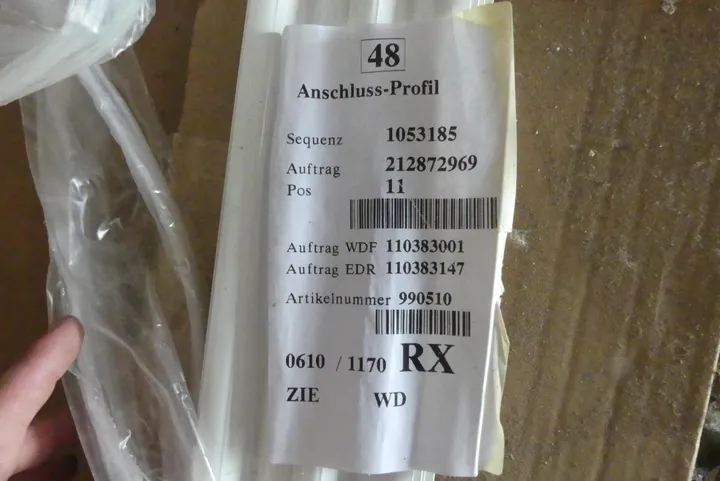 48
Anschluss-Profil
Sequenz 1053185
Auftrag 212872969
Pos 11
Auftrag WDF 110383001
Auftrag EDR 110383147
Artikelnummer 990510
0610 / 1170 RX
ZIE WD